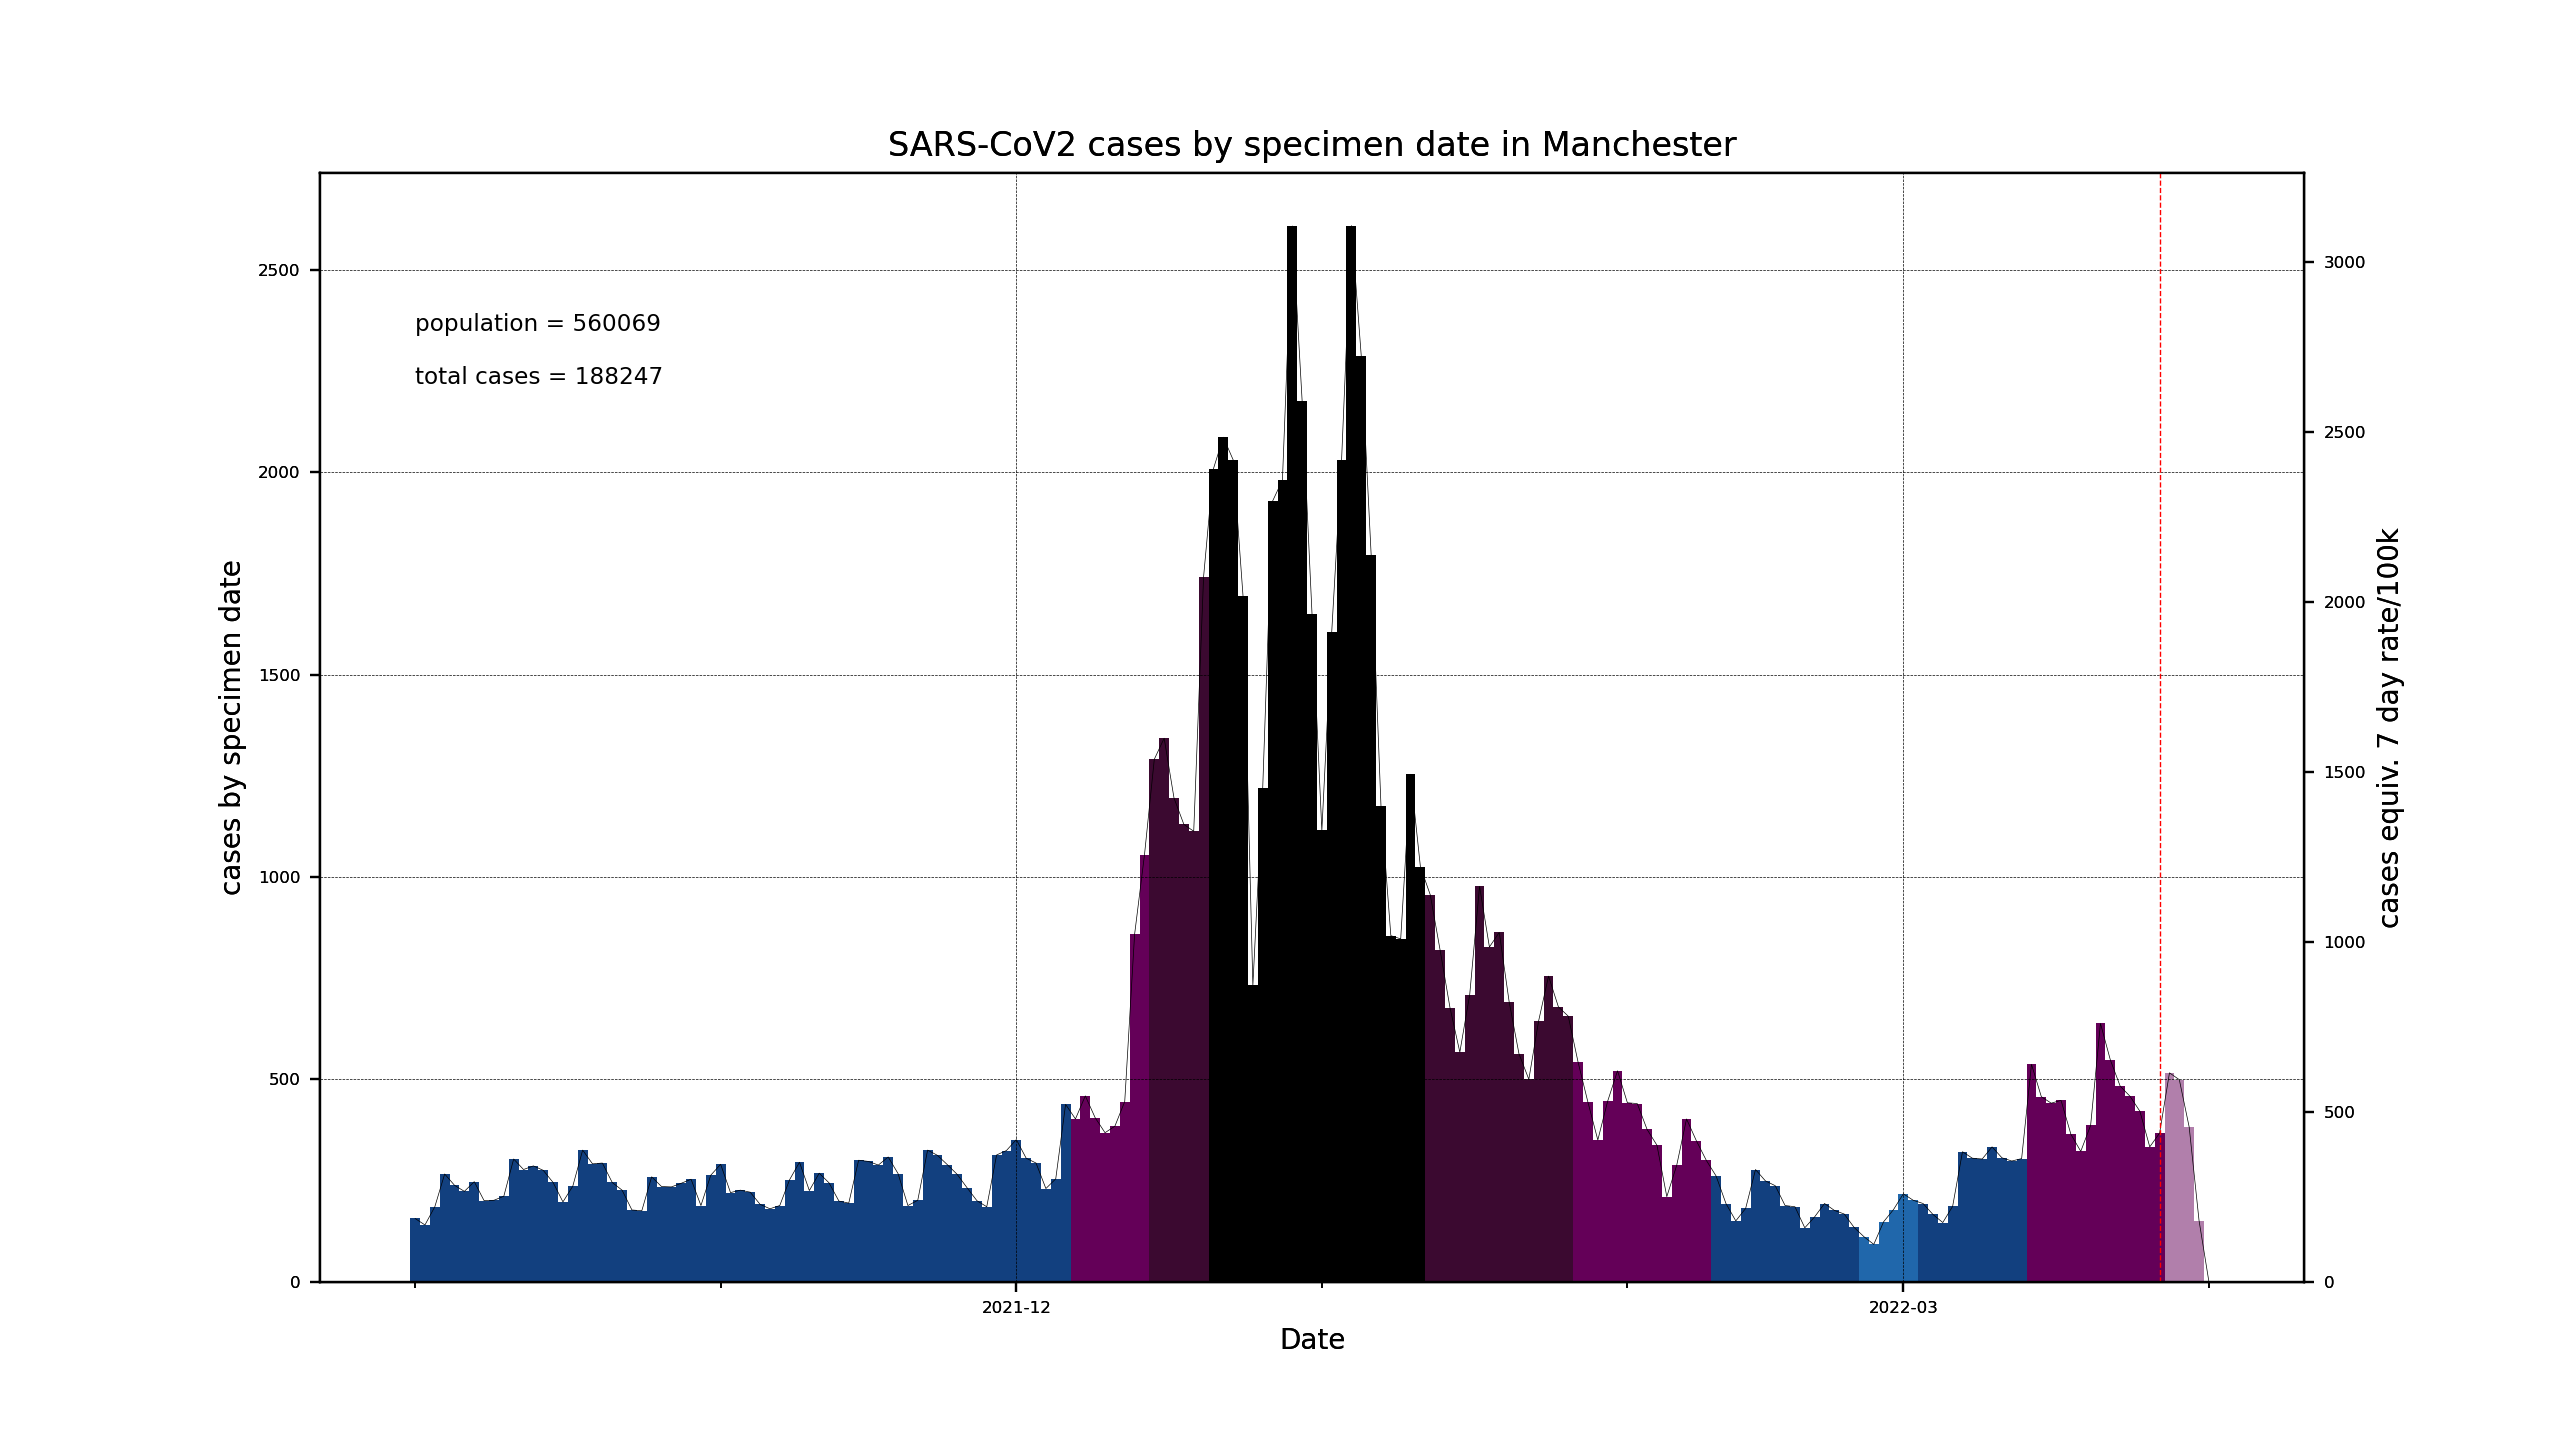 SARS-CoV2 cases by specimen date in Manchester
population = 560069
total cases = 188247
cases by specimen date
2500
2000
1500
1000
500
0
3000
2500
2000
1500
1000
500
0
cases equiv. 7 day rate/100k
2021-12
2022-03
Date